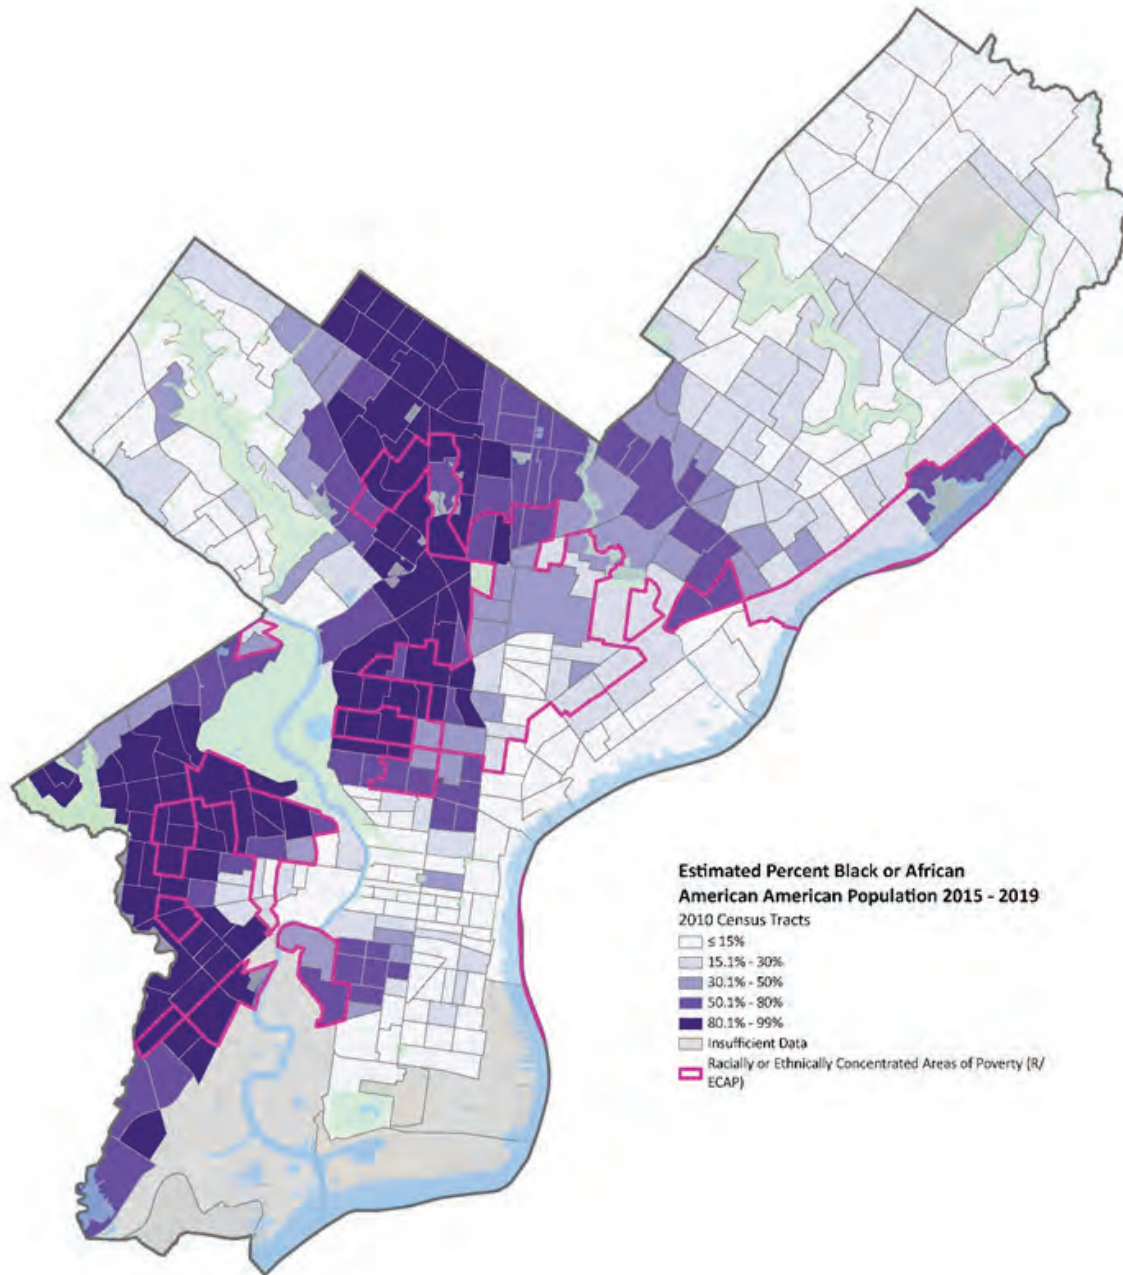 Estimated Percent Black or African
American American Population 2015 - 2019
2010 Census Tracts
≤ 15%
15.1% - 30%
30.1% - 50%
50.1% - 80%
80.1% - 99%
Insufficient Data
Racially or Ethnically Concentrated Areas of Poverty (R/
ECAP)